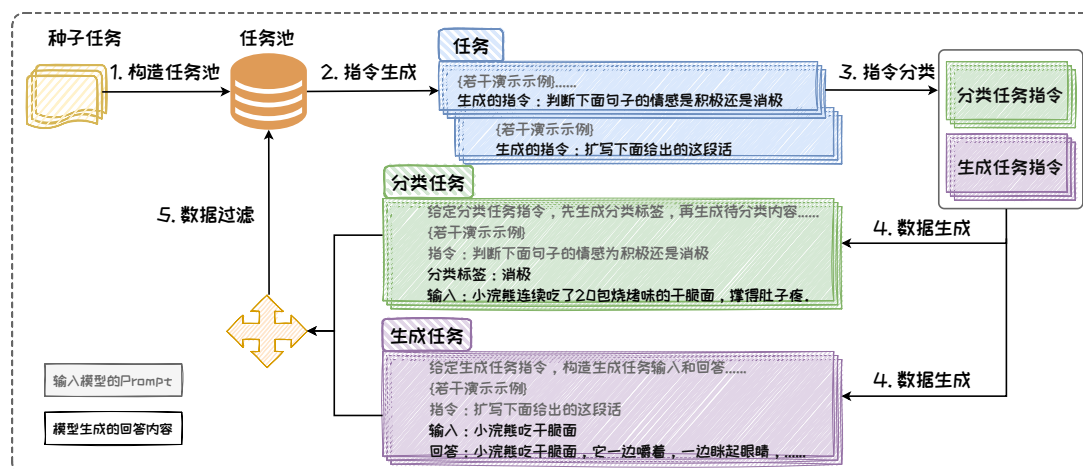 种子任务
任务池
1. 构造任务池
2. 指令生成
任务
{若干演示示例}......
生成的指令：判断下面句子的情感是积极还是消极
{若干演示示例}
生成的指令：扩写下面给出的这段话
3. 指令分类
分类任务指令
生成任务指令
5. 数据过滤
分类任务
给定分类任务指令，先生成分类标签，再生成待分类内容......
{若干演示示例}
指令：判断下面句子的情感为积极还是消极
分类标签：消极
输入：小浣熊连续吃了20包烧烤味的干脆面，撑得肚子疼.
4. 数据生成
生成任务
给定生成任务指令，构造生成任务输入和回答......
{若干演示示例}
指令：扩写下面给出的这段话
输入：小浣熊吃干脆面
回答：小浣熊吃干脆面，它一边嚼着，一边眯起眼睛，......
4. 数据生成
输入模型的Prompt
模型生成的回答内容